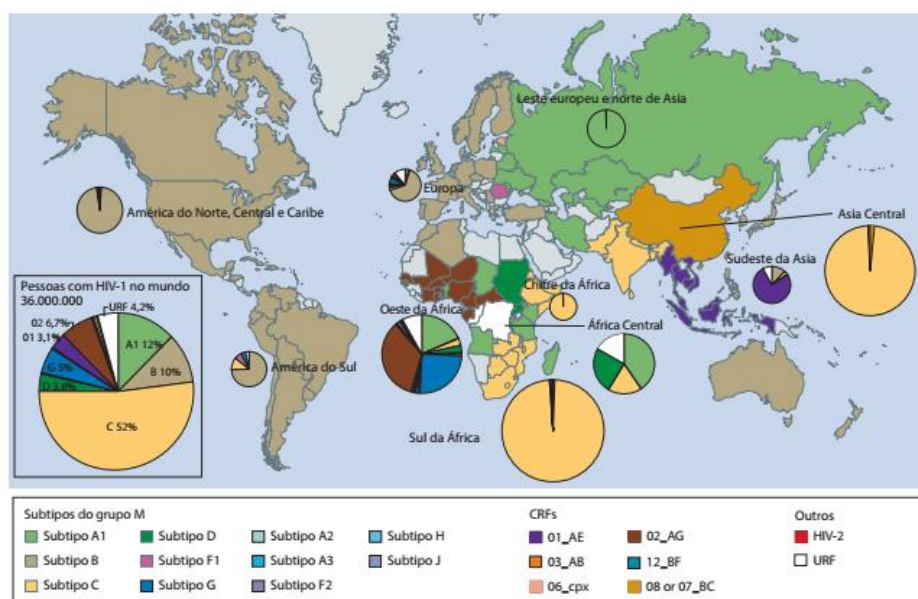 Leste europeu e norte de Asia
Europa
América do Norte, Central e Caribe
Asia Central
Sudeste da Asia
Pessoas com HIV-1 no mundo
36.000.000
URF 4,2%
02 6,7%
01 3,1%
G 5%
D 3.6%
A1 12%
B 10%
C 52%
Chifre da África
Oeste da África
África Central
América do Sul
Sul da África
Subtipos do grupo M
Subtipo A1
Subtipo B
Subtipo C
Subtipo D
Subtipo F1
Subtipo G
Subtipo A2
Subtipo A3
Subtipo F2
Subtipo H
Subtipo J
CRFs
01_AE
03_AB
06_cpx
02_AG
12_BF
08 or 07_BC
Outros
HIV-2
URF